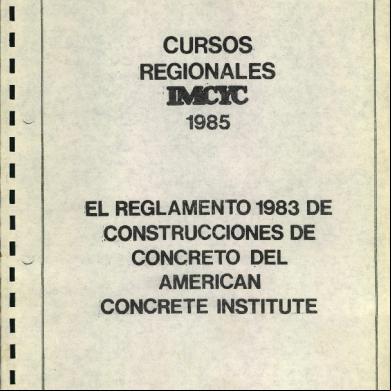 CURSOS
REGIONALES
IMCYC
1985
EL REGLAMENTO 1983 DE
CONSTRUCCIONES DE
CONCRETO DEL
AMERICAN
CONCRETE INSTITUTE